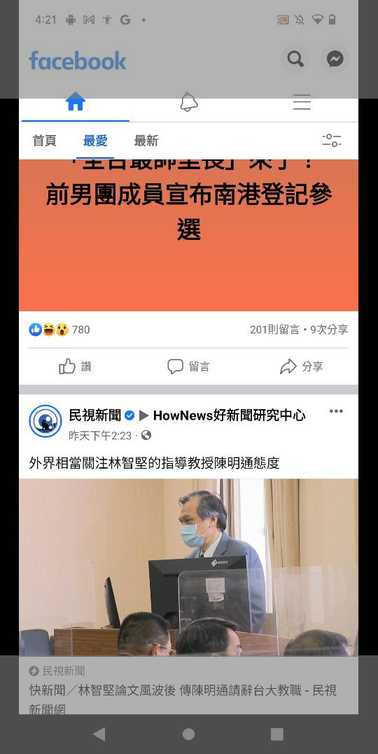 4:21
facebook
首頁
最愛
最新
「全台最帥里長」來了！
前男團成員宣布南港登記參
選
780
201則留言・9次分享
讚
留言
分享
民視新聞 ▶ HowNews好新聞研究中心
昨天下午2:23 ·
外界相當關注林智堅的指導教授陳明通態度
民視新聞
快新聞／林智堅論文風波後 傳陳明通請辭台大教職 - 民視
新聞網